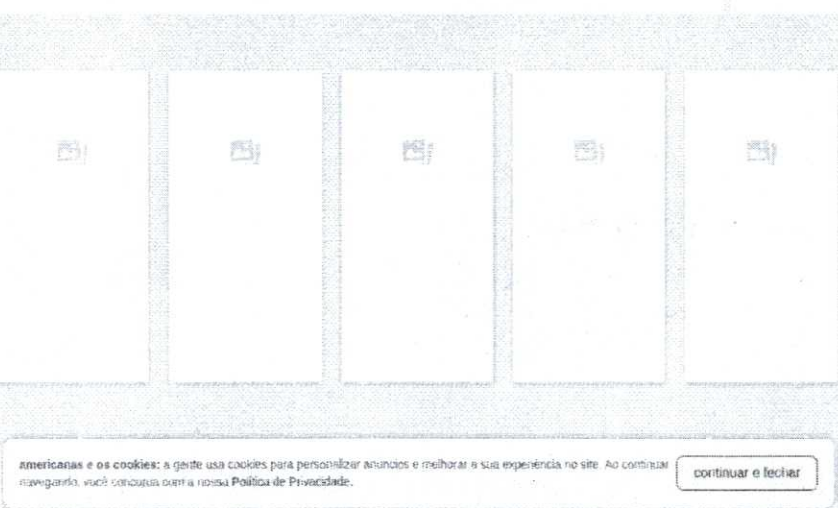 americanas e os cookies: a gente usa cookies para personalizar anúncios e melhorar a sua experiência no site. Ao continuar
navegando, você concorda com a nossa Política de Privacidade.
continuar e fechar